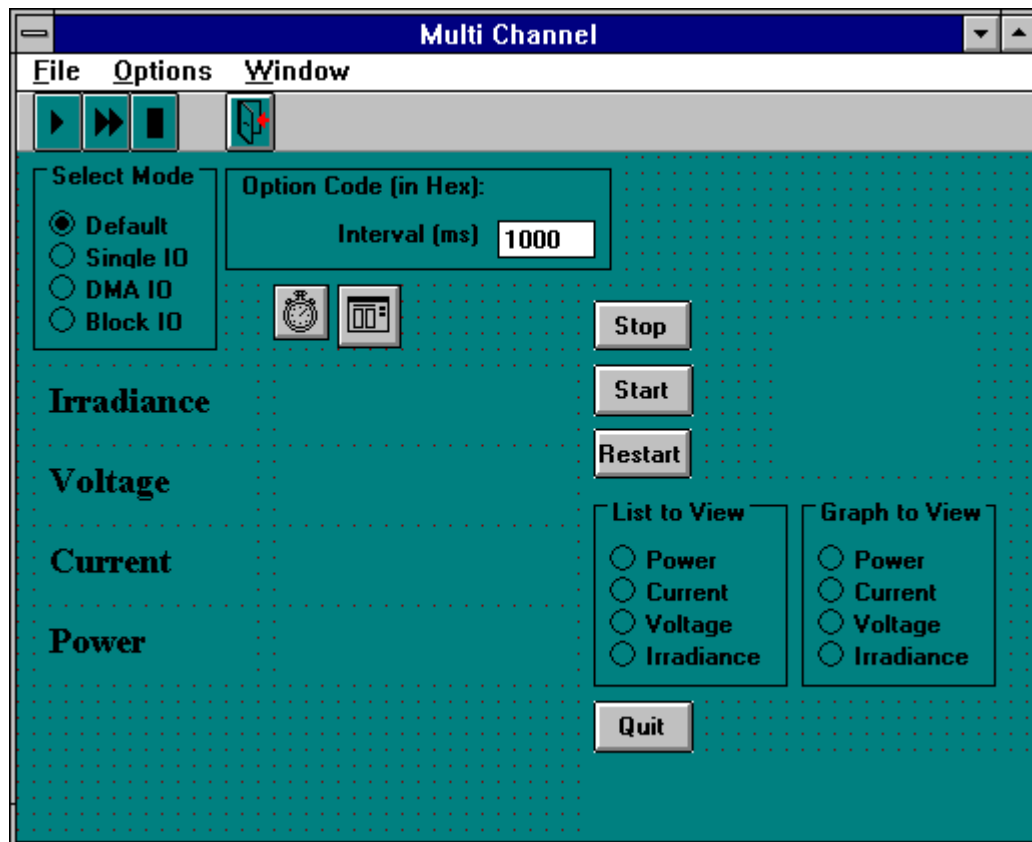 Multi Channel
File Options Window
Select Mode
Default
Single IO
DMA IO
Block IO
Option Code (in Hex):
Interval (ms) 1000
Stop
Start
Restart
Irradiance
Voltage
Current
Power
List to View
Power
Current
Voltage
Irradiance
Graph to View
Power
Current
Voltage
Irradiance
Quit